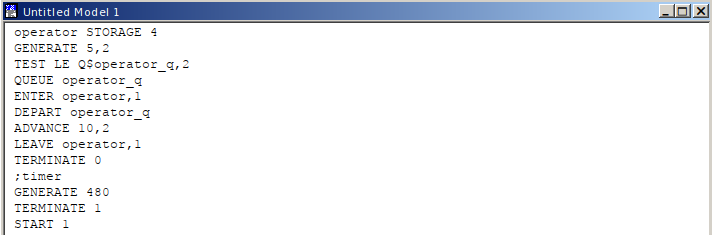 Untitled Model 1
operator STORAGE 4
GENERATE 5,2
TEST LE Q$operator_q,2
QUEUE operator_q
ENTER operator,1
DEPART operator_q
ADVANCE 10,2
LEAVE operator,1
TERMINATE 0
;timer
GENERATE 480
TERMINATE 1
START 1